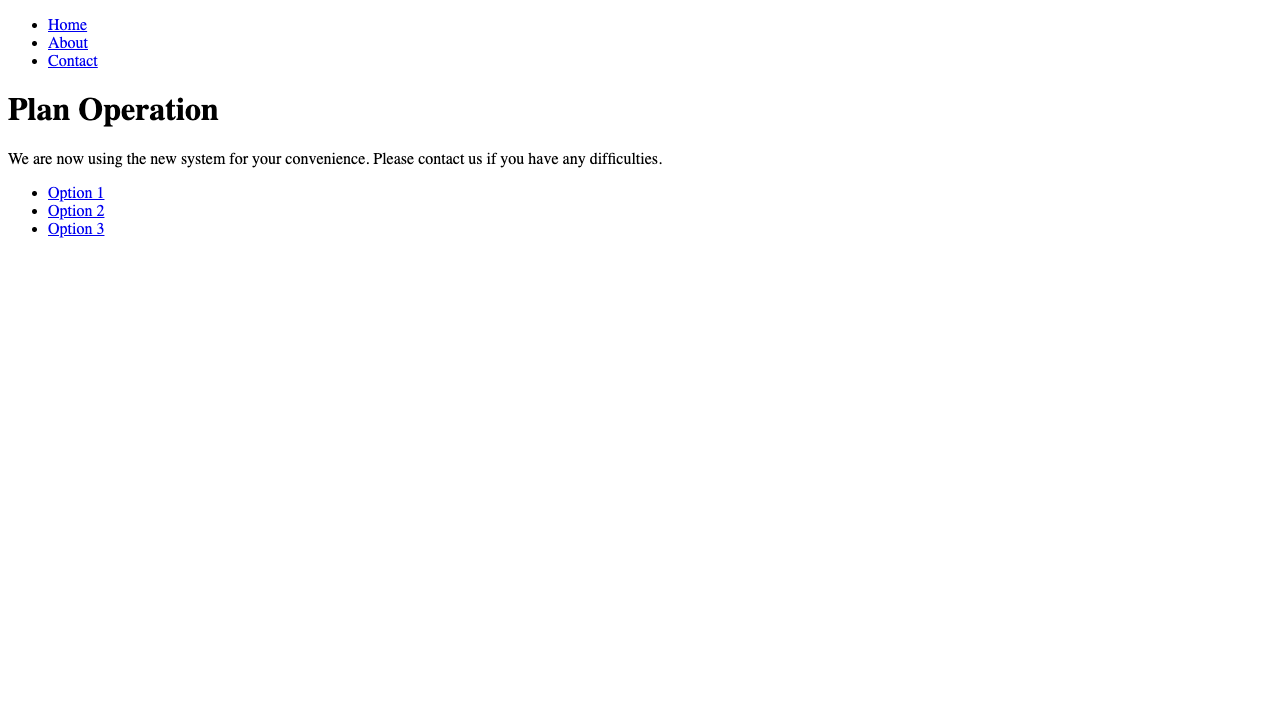 Home
About
Contact
Plan Operation
We are now using the new system for your convenience. Please contact us if you have any difficulties.
Option 1
Option 2
Option 3